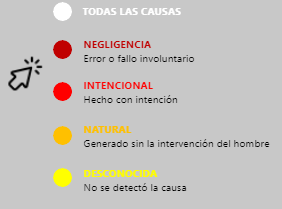 TODAS LAS CAUSAS
NEGLIGENCIA
Error o fallo involuntario
INTENCIONAL
Hecho con intención
NATURAL
Generado sin la intervención del hombre
DESCONOCIDA
No se detectó la causa